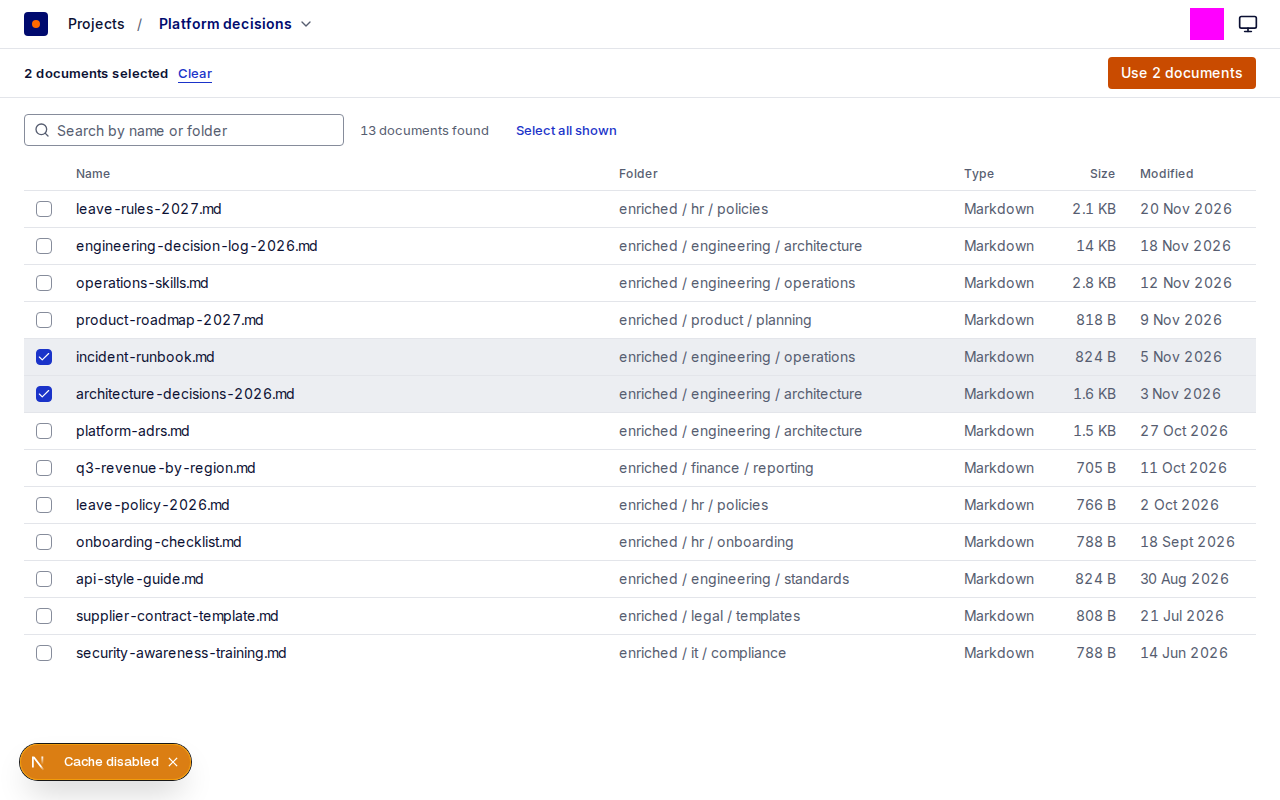 Projects / Platform decisions
2 documents selected Clear
Use 2 documents
Search by name or folder
13 documents found
Select all shown
Name Folder Type Size Modified
leave-rules-2027.md enriched / hr / policies Markdown 2.1 KB 20 Nov 2026
engineering-decision-log-2026.md enriched / engineering / architecture Markdown 14 KB 18 Nov 2026
operations-skills.md enriched / engineering / operations Markdown 2.8 KB 12 Nov 2026
product-roadmap-2027.md enriched / product / planning Markdown 818 B 9 Nov 2026
incident-runbook.md enriched / engineering / operations Markdown 824 B 5 Nov 2026
architecture-decisions-2026.md enriched / engineering / architecture Markdown 1.6 KB 3 Nov 2026
platform-adrs.md enriched / engineering / architecture Markdown 1.5 KB 27 Oct 2026
q3-revenue-by-region.md enriched / finance / reporting Markdown 705 B 11 Oct 2026
leave-policy-2026.md enriched / hr / policies Markdown 766 B 2 Oct 2026
onboarding-checklist.md enriched / hr / onboarding Markdown 788 B 18 Sept 2026
api-style-guide.md enriched / engineering / standards Markdown 824 B 30 Aug 2026
supplier-contract-template.md enriched / legal / templates Markdown 808 B 21 Jul 2026
security-awareness-training.md enriched / it / compliance Markdown 788 B 14 Jun 2026
Cache disabled